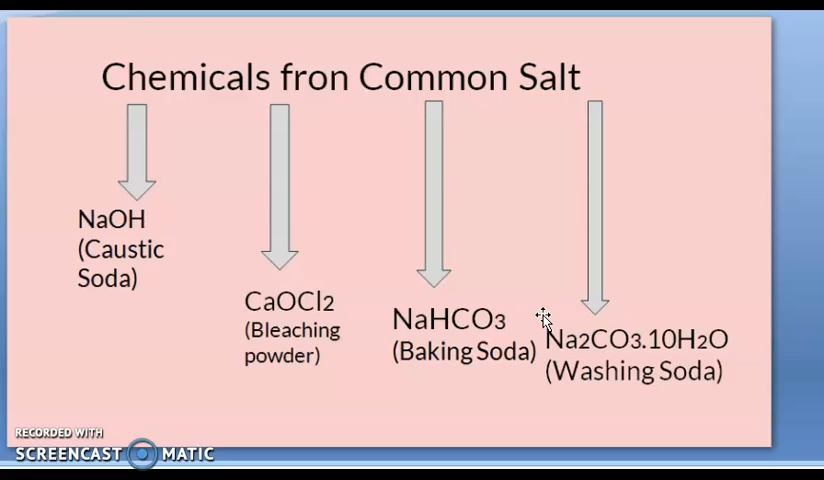 Chemicals fron Common Salt
NaOH
(Caustic
Soda)
CaOCl2
(Bleaching
powder)
NaHCO3
(Baking Soda)
Na2CO3.10H2O
(Washing Soda)
RECORDED WITH
SCREENCAST MATIC